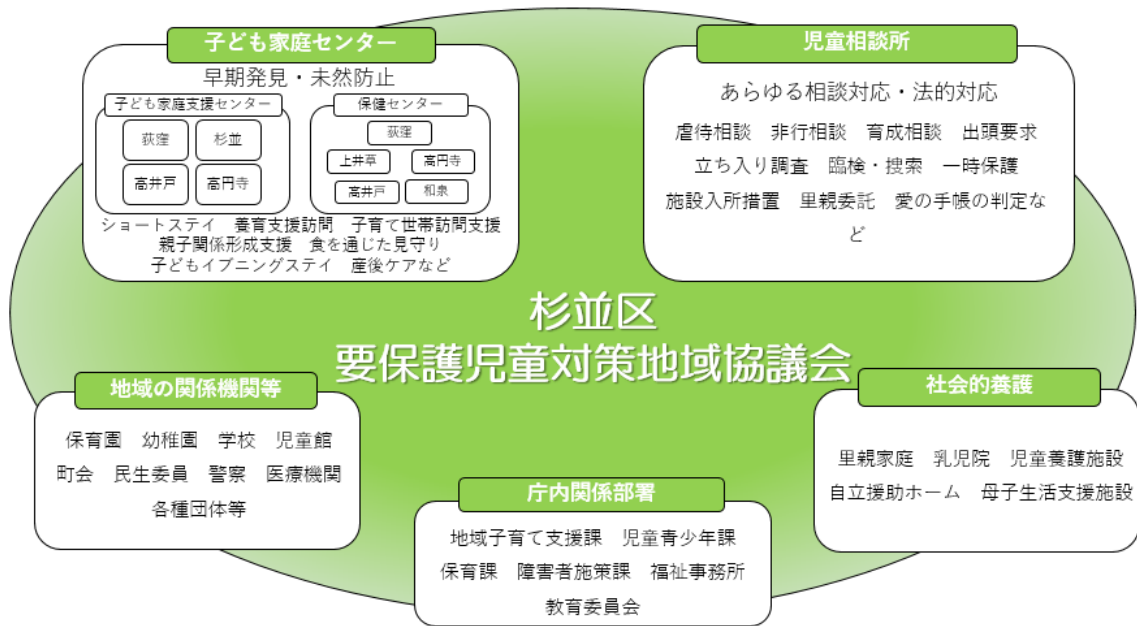 子ども家庭センター
早期発見・未然防止
子ども家庭支援センター
荻窪 杉並
高井戸 高円寺
保健センター
荻窪
上井草 高円寺
高井戸 和泉
ショートステイ 養育支援訪問 子育て世帯訪問支援
親子関係形成支援 食を通じた見守り
子どもイブニングステイ 産後ケアなど
児童相談所
あらゆる相談対応・法的対応
虐待相談 非行相談 育成相談 出頭要求
立ち入り調査 臨検・捜索 一時保護
施設入所措置 里親委託 愛の手帳の判定な
ど
杉並区
要保護児童対策地域協議会
地域の関係機関等
保育園 幼稚園 学校 児童館
町会 民生委員 警察 医療機関
各種団体等
庁内関係部署
地域子育て支援課 児童青少年課
保育課 障害者施策課 福祉事務所
教育委員会
社会的養護
里親家庭 乳児院 児童養護施設
自立援助ホーム 母子生活支援施設